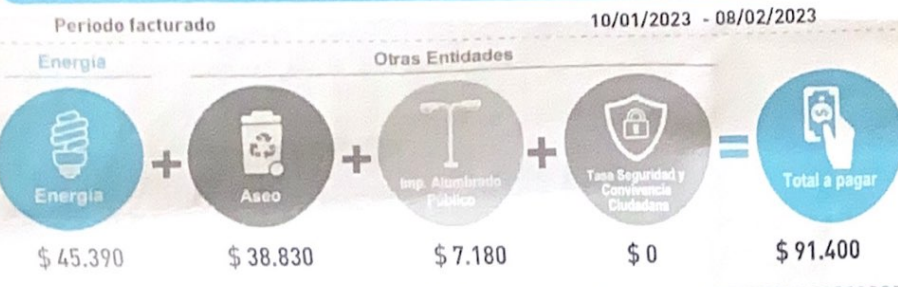 Periodo facturado 10/01/2023 - 08/02/2023
Energía Otras Entidades
Energía + Aseo + Imp. Alumbrado Público + Tasa Seguridad y Convivencia Ciudadana = Total a pagar
$ 45.390 $ 38.830 $ 7.180 $ 0 $ 91.400